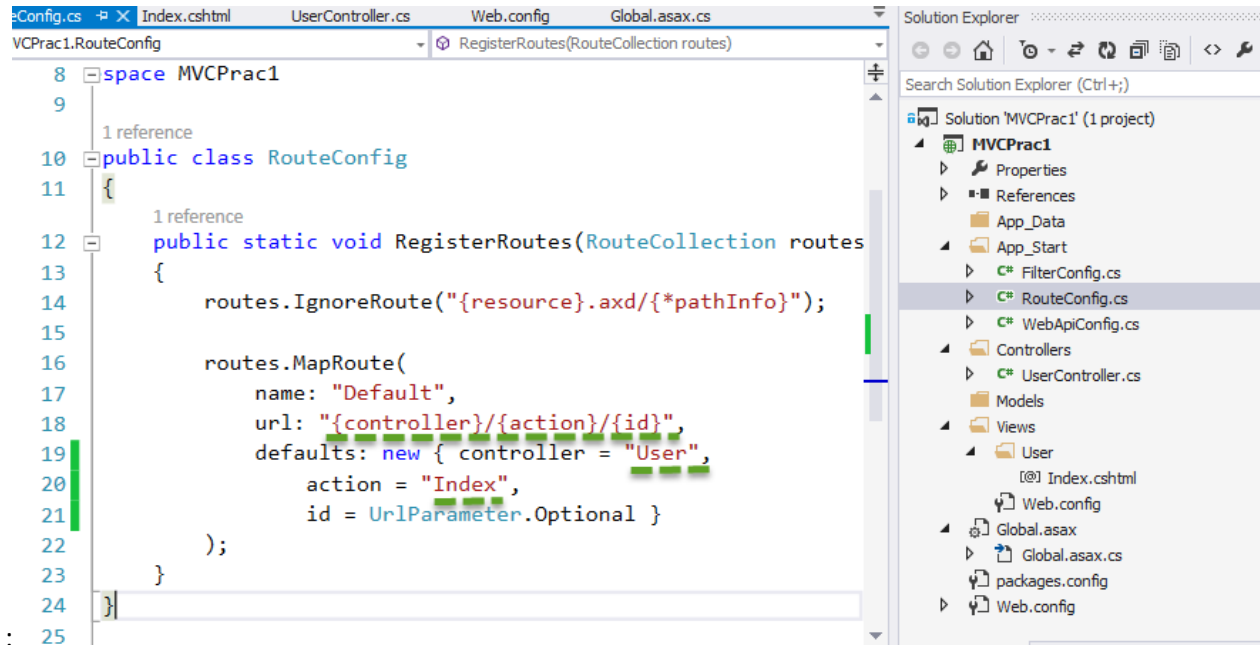 eConfig.cs Index.cshtml UserController.cs Web.config Global.asax.cs
VCPrac1.RouteConfig RegisterRoutes(RouteCollection routes)
8 space MVCPrac1
9
1 reference
10 public class RouteConfig
11 {
1 reference
12 public static void RegisterRoutes(RouteCollection routes
13 {
14 routes.IgnoreRoute("{resource}.axd/{*pathInfo}");
15
16 routes.MapRoute(
17 name: "Default",
18 url: "{controller}/{action}/{id}",
19 defaults: new { controller = "User",
20 action = "Index",
21 id = UrlParameter.Optional }
22 );
23 }
24 }
: 25
Solution Explorer
Search Solution Explorer (Ctrl+;)
Solution 'MVCPrac1' (1 project)
MVCPrac1
Properties
References
App_Data
App_Start
C# FilterConfig.cs
C# RouteConfig.cs
C# WebApiConfig.cs
Controllers
C# UserController.cs
Models
Views
User
[@] Index.cshtml
Web.config
Global.asax
Global.asax.cs
packages.config
Web.config